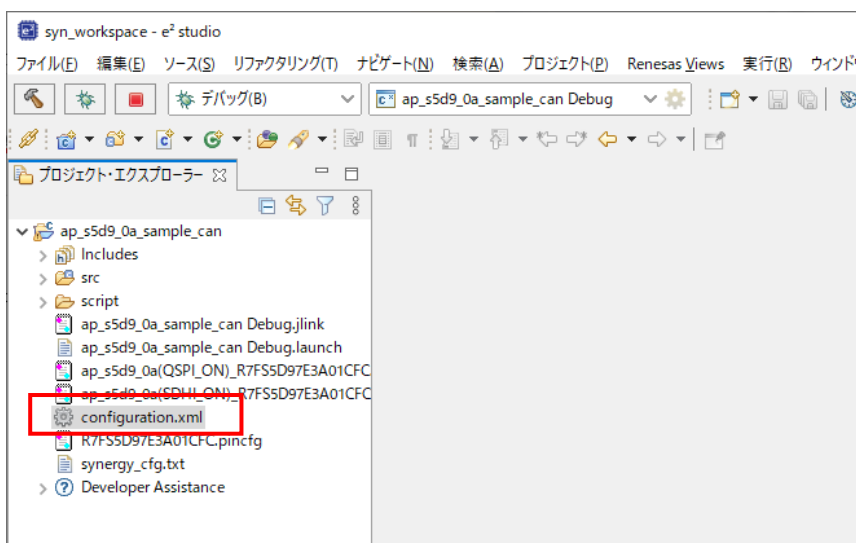 syn_workspace - e² studio
ファイル(F) 編集(E) ソース(S) リファクタリング(T) ナビゲート(N) 検索(A) プロジェクト(P) Renesas Views 実行(R)
デバッグ(B) ap_s5d9_0a_sample_can Debug
プロジェクト・エクスプローラー
ap_s5d9_0a_sample_can
Includes
src
script
ap_s5d9_0a_sample_can Debug.jlink
ap_s5d9_0a_sample_can Debug.launch
ap_s5d9_0a(QSPI_ON)_R7FS5D97E3A01CFC
ap_s5d9_0a(SDHI_ON)_R7FS5D97E3A01CFC
configuration.xml
R7FS5D97E3A01CFC.pincfg
synergy_cfg.txt
Developer Assistance